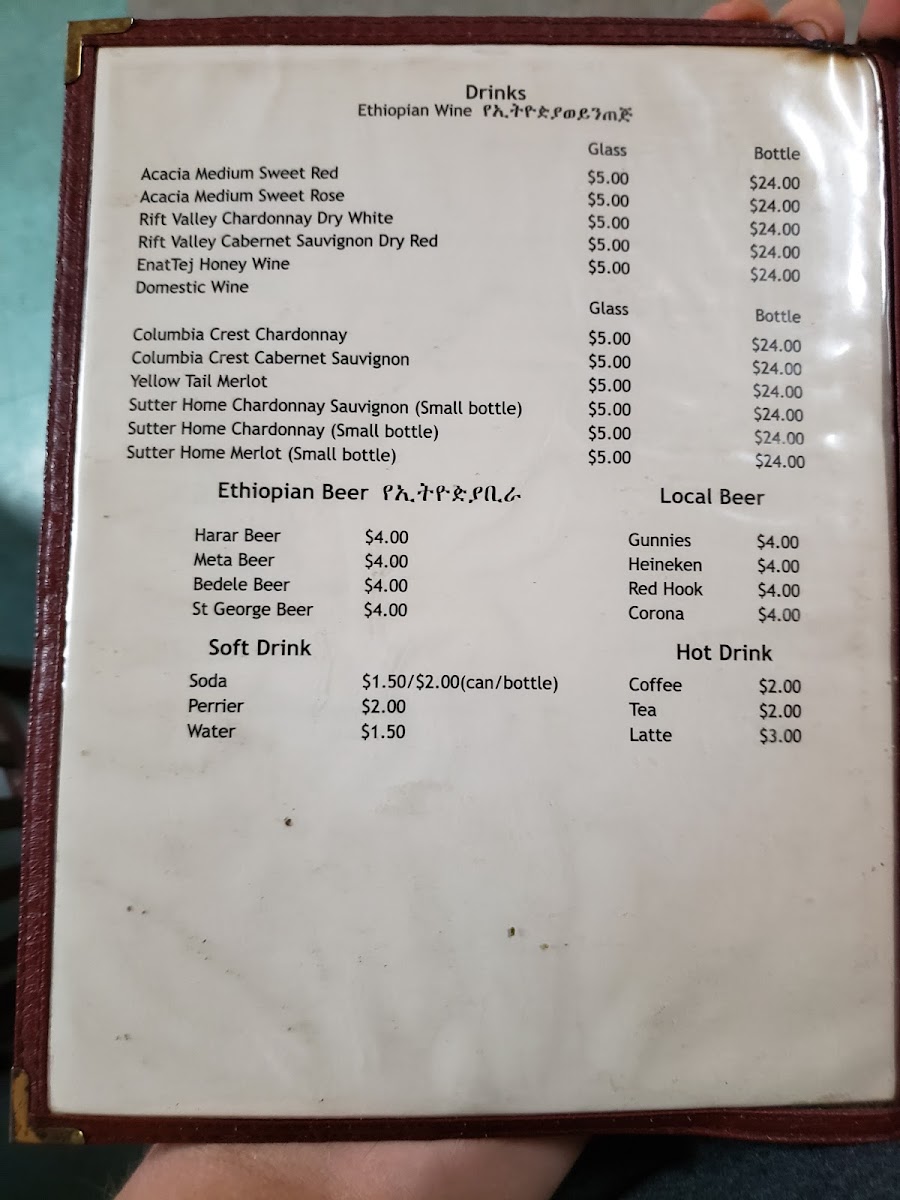 Drinks
Ethiopian Wine የኢትዮጵያወይንጠጅ
Glass Bottle
Acacia Medium Sweet Red $5.00 $24.00
Acacia Medium Sweet Rose $5.00 $24.00
Rift Valley Chardonnay Dry White $5.00 $24.00
Rift Valley Cabernet Sauvignon Dry Red $5.00 $24.00
EnatTej Honey Wine $5.00 $24.00
Domestic Wine
Glass Bottle
Columbia Crest Chardonnay $5.00 $24.00
Columbia Crest Cabernet Sauvignon $5.00 $24.00
Yellow Tail Merlot $5.00 $24.00
Sutter Home Chardonnay Sauvignon (Small bottle) $5.00 $24.00
Sutter Home Chardonnay (Small bottle) $5.00 $24.00
Sutter Home Merlot (Small bottle) $5.00 $24.00
Ethiopian Beer የኢትዮጵያቢራ
Harar Beer $4.00
Meta Beer $4.00
Bedele Beer $4.00
St George Beer $4.00
Local Beer
Gunnies $4.00
Heineken $4.00
Red Hook $4.00
Corona $4.00
Soft Drink
Soda $1.50/$2.00(can/bottle)
Perrier $2.00
Water $1.50
Hot Drink
Coffee $2.00
Tea $2.00
Latte $3.00